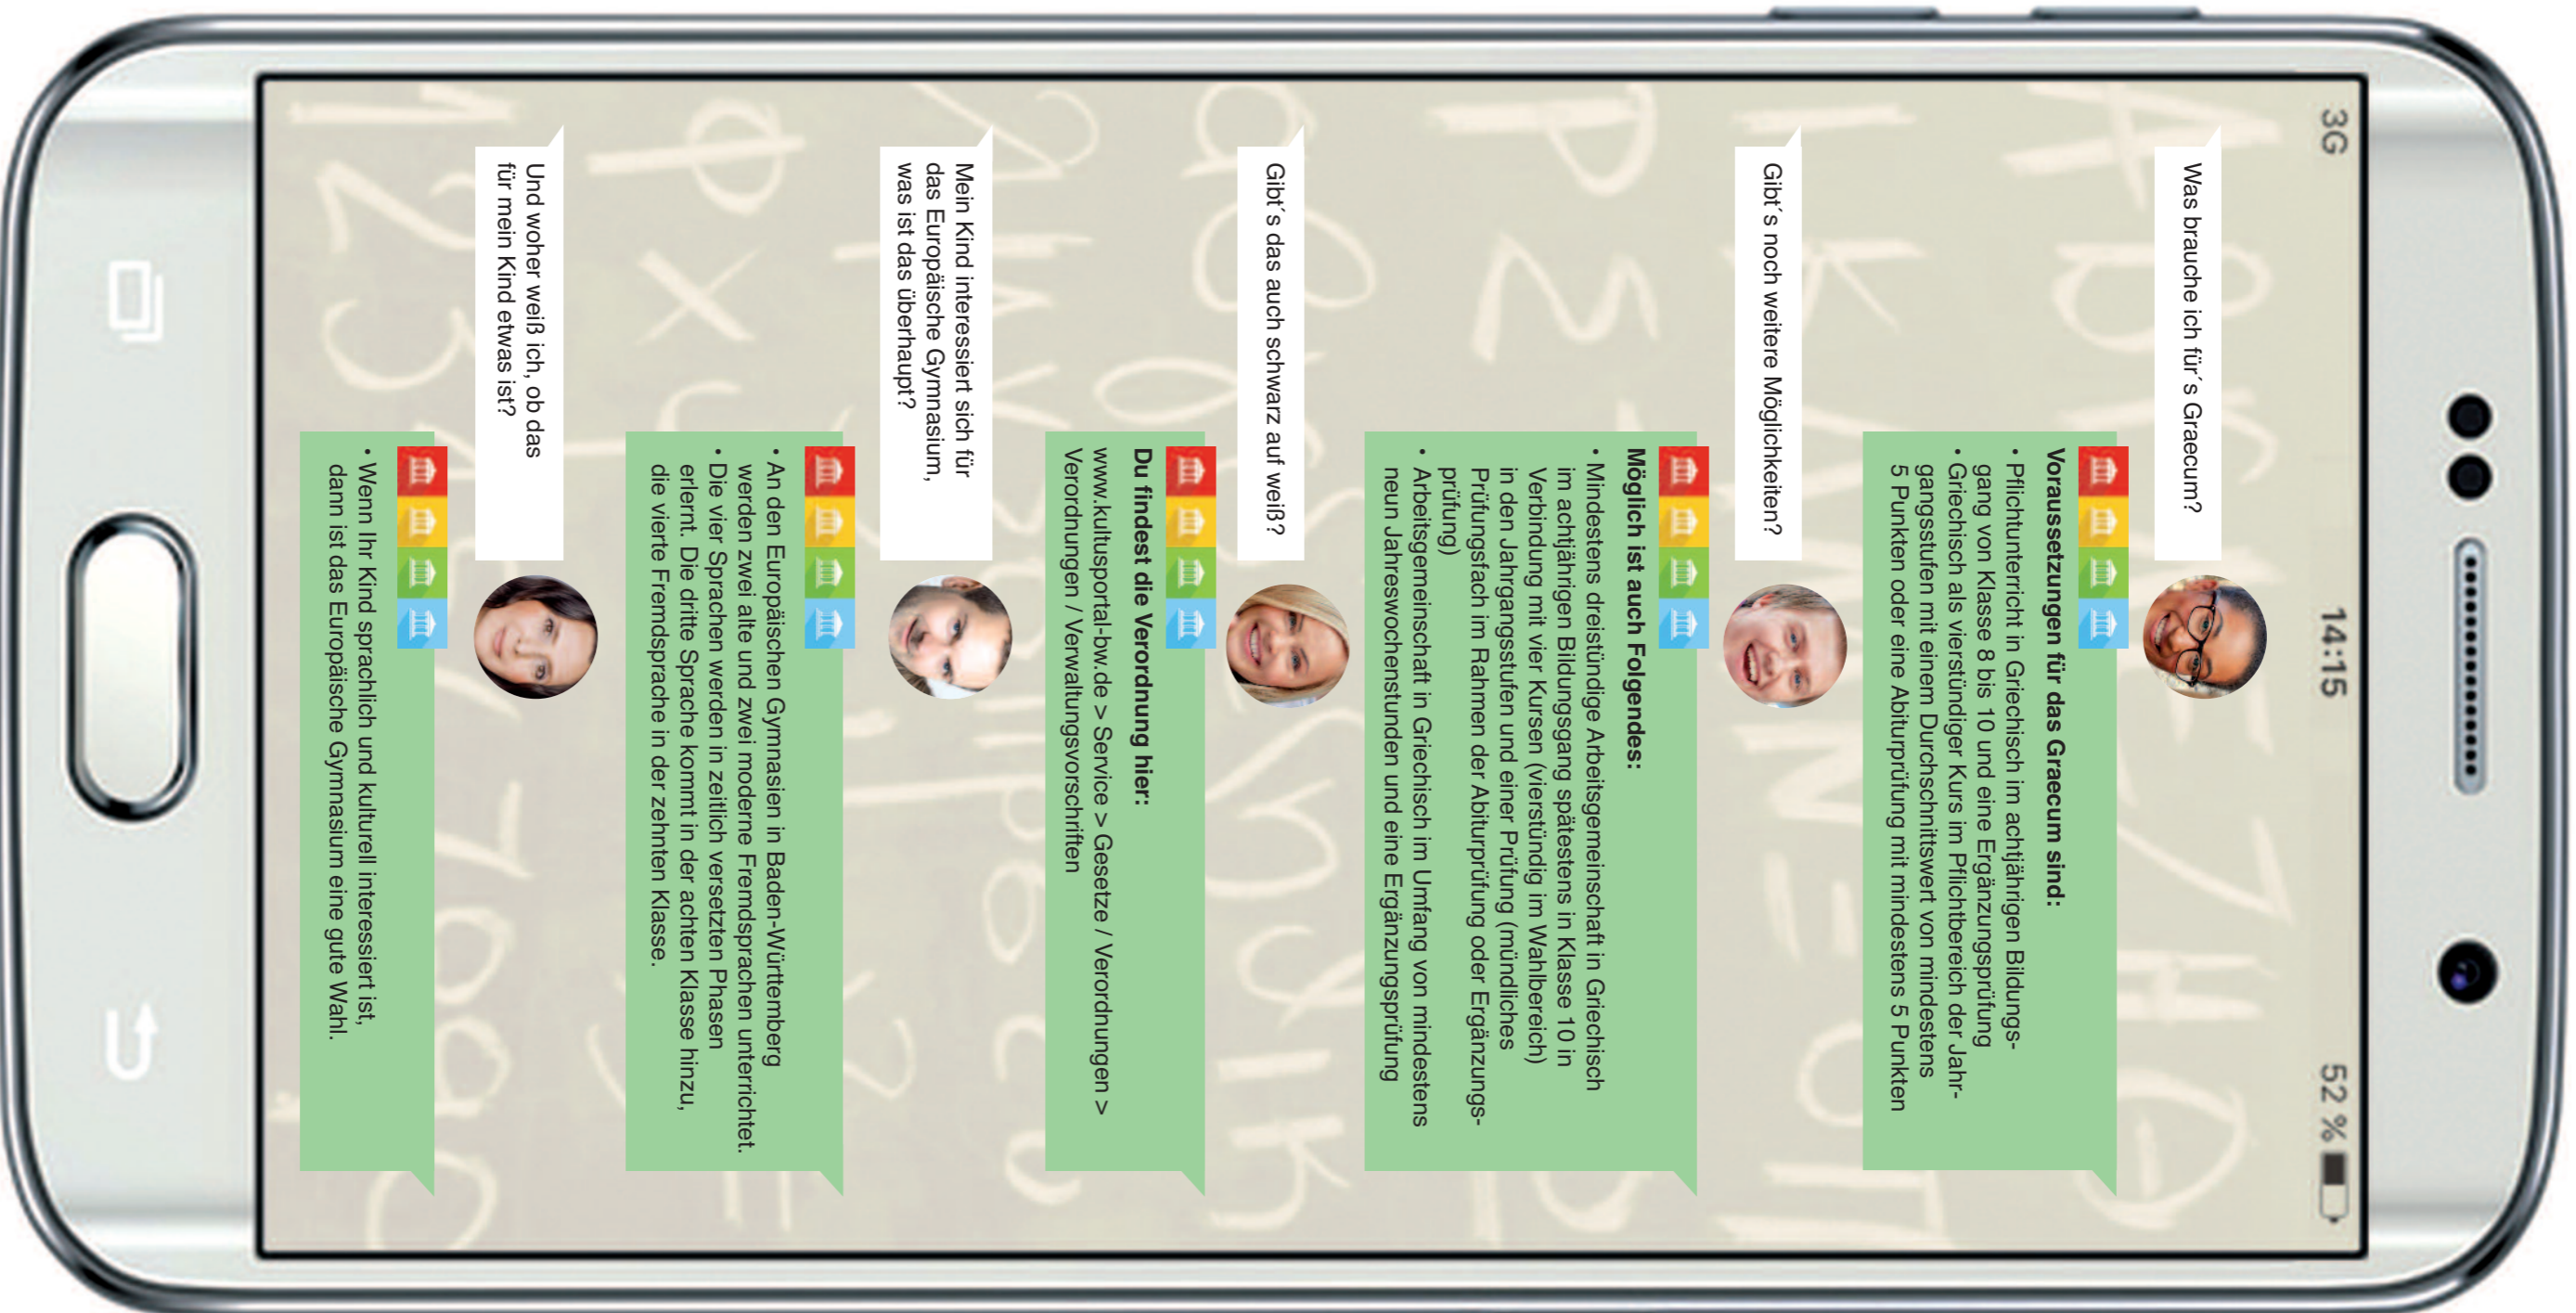 3G
14:15
52 %
Was brauche ich für´s Graecum?
Voraussetzungen für das Graecum sind:
• Pflichtunterricht in Griechisch im achtjährigen Bildungs-
gang von Klasse 8 bis 10 und eine Ergänzungsprüfung
• Griechisch als vierstündiger Kurs im Pflichtbereich der Jahr-
gangsstufen mit einem Durchschnittswert von mindestens
5 Punkten oder eine Abiturprüfung mit mindestens 5 Punkten
Gibt´s noch weitere Möglichkeiten?
Möglich ist auch Folgendes:
• Mindestens dreistündige Arbeitsgemeinschaft in Griechisch
im achtjährigen Bildungsgang spätestens in Klasse 10 in
Verbindung mit vier Kursen (vierstündig im Wahlbereich)
in den Jahrgangsstufen und einer Prüfung (mündliches
Prüfungsfach im Rahmen der Abiturprüfung oder Ergänzungs-
prüfung)
• Arbeitsgemeinschaft in Griechisch im Umfang von mindestens
neun Jahreswochenstunden und eine Ergänzungsprüfung
Gibt´s das auch schwarz auf weiß?
Du findest die Verordnung hier:
www.kultusportal-bw.de > Service > Gesetze / Verordnungen >
Verordnungen / Verwaltungsvorschriften
Mein Kind interessiert sich für
das Europäische Gymnasium,
was ist das überhaupt?
• An den Europäischen Gymnasien in Baden-Württemberg
werden zwei alte und zwei moderne Fremdsprachen unterrichtet.
• Die vier Sprachen werden in zeitlich versetzten Phasen
erlernt. Die dritte Sprache kommt in der achten Klasse hinzu,
die vierte Fremdsprache in der zehnten Klasse.
Und woher weiß ich, ob das
für mein Kind etwas ist?
• Wenn Ihr Kind sprachlich und kulturell interessiert ist,
dann ist das Europäische Gymnasium eine gute Wahl.